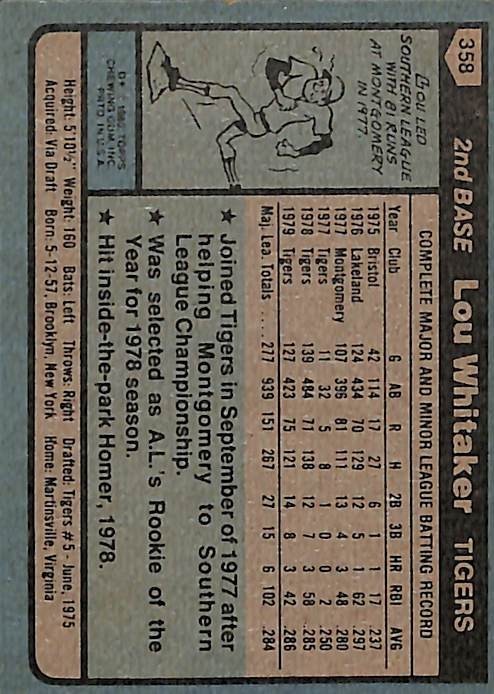 358
2nd BASE Lou Whitaker TIGERS
COMPLETE MAJOR AND MINOR LEAGUE BATTING RECORD
Year Club G AB R H 2B 3B HR RBI AVG
1975 Bristol 42 114 17 27 6 1 1 17 .237
1976 Lakeland 124 434 70 129 12 5 1 62 .297
1977 Montgomery 107 396 81 111 13 4 3 48 .280
1977 Tigers 11 32 5 8 1 0 0 2 .250
1978 Tigers 139 484 71 138 12 7 3 58 .285
1979 Tigers 127 423 75 121 14 8 3 42 .286
Maj. Lea. Totals ..... 277 939 151 267 27 15 6 102 .284
LOU LED
SOUTHERN LEAGUE
WITH 81 RUNS
AT MONTGOMERY
IN 1977.
★ Joined Tigers in September of 1977 after
helping Montgomery to Southern
League Championship.
★ Was selected as A.L.'s Rookie of the
Year for 1978 season.
★ Hit inside-the-park Homer, 1978.
TOPPS
CHEWING GUM, INC.
PRTD. IN U.S.A.
Height: 5'10½" Weight: 160 Bats: Left Throws: Right Drafted: Tigers #5 - June, 1975
Acquired: Via Draft Born: 5-12-57, Brooklyn, New York Home: Martinsville, Virginia